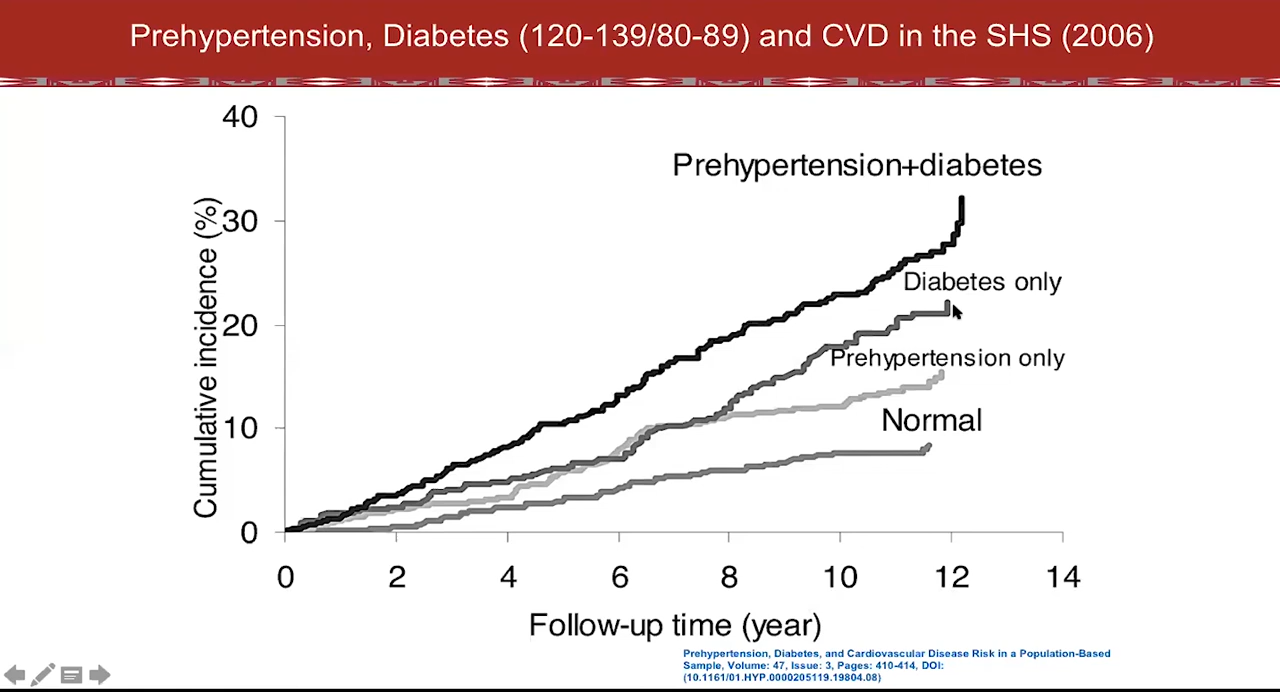 Prehypertension, Diabetes (120-139/80-89) and CVD in the SHS (2006)
40
30
20
10
0
Cumulative incidence (%)
Prehypertension+diabetes
Diabetes only
Prehypertension only
Normal
0 2 4 6 8 10 12 14
Follow-up time (year)
Prehypertension, Diabetes, and Cardiovascular Disease Risk in a Population-Based
Sample, Volume: 47, Issue: 3, Pages: 410-414, DOI:
(10.1161/01.HYP.0000205119.19804.08)